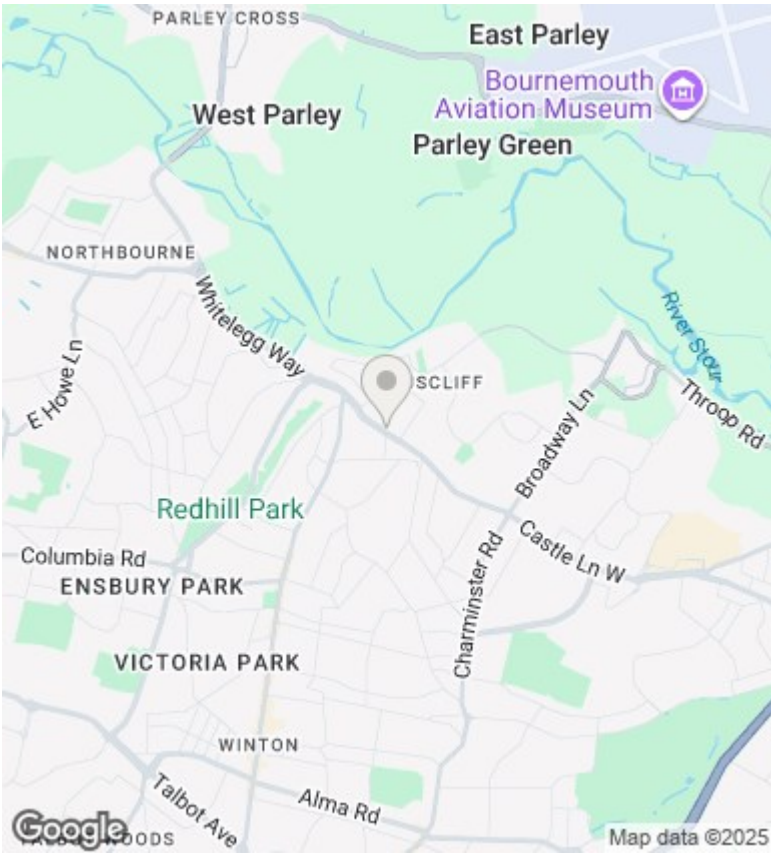 PARLEY CROSS
East Parley
Bournemouth
Aviation Museum
West Parley
Parley Green
NORTHBOURNE
Whitelegg Way
River Stour
E Howe Ln
SCLIFF
Broadway Ln
Throop Rd
Redhill Park
Castle Ln W
Columbia Rd
ENSBURY PARK
Charminster Rd
VICTORIA PARK
WINTON
Talbot Ave
Alma Rd
Google
WOODS
Map data ©2025